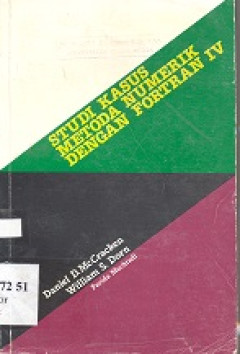 STUDI KASUS
METODA NUMERIK
DENGAN FORTRAN IV
Daniel D. McCracken
William S. Dorn
72 51